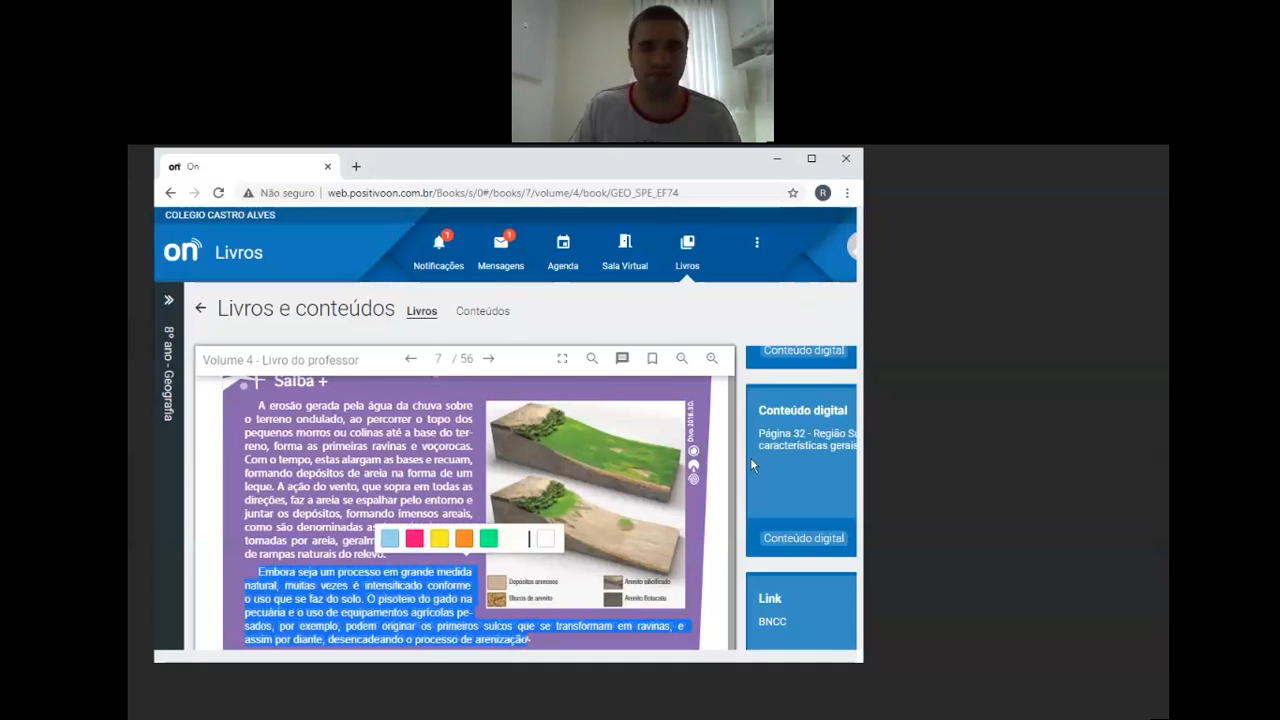 on On
Não seguro web.positivoon.com.br/Books/s/0#/books/7/volume/4/book/GEO_SPE_EF74 R
COLEGIO CASTRO ALVES
1 1
on Livros
Notificações Mensagens Agenda Sala Virtual Livros
Livros e conteúdos Livros Conteúdos
8º ano - Geografia
Volume 4 - Livro do professor 7 / 56
Saiba +
A erosão gerada pela água da chuva sobre
o terreno ondulado, ao percorrer o topo dos
pequenos morros ou colinas até a base do ter-
reno, forma as primeiras ravinas e voçorocas.
Com o tempo, estas alargam as bases e recuam,
formando depósitos de areia na forma de um
leque. A ação do vento, que sopra em todas as
direções, faz a areia se espalhar pelo entorno e
juntar os depósitos, formando imensos areais,
como são denominadas as
tomadas por areia,
de rampas naturais do relevo.
Embora seja um processo em grande medida
natural, muitas vezes é intensificado conforme
o uso que se faz do solo. O pisoteio do gado na
pecuária e o uso de equipamentos agrícolas pe-
sados, por exemplo, podem originar os primeiros sulcos que se transformam em ravinas, e
assim por diante, desencadeando o processo de arenização
Divo.2016.3D.
Depósitos arenosos Arenito silicificado
Blocos de arenito Arenito Botucatu
Conteúdo digital
Conteúdo digital
Página 32 - Região Su
características gerais
Conteúdo digital
Link
BNCC